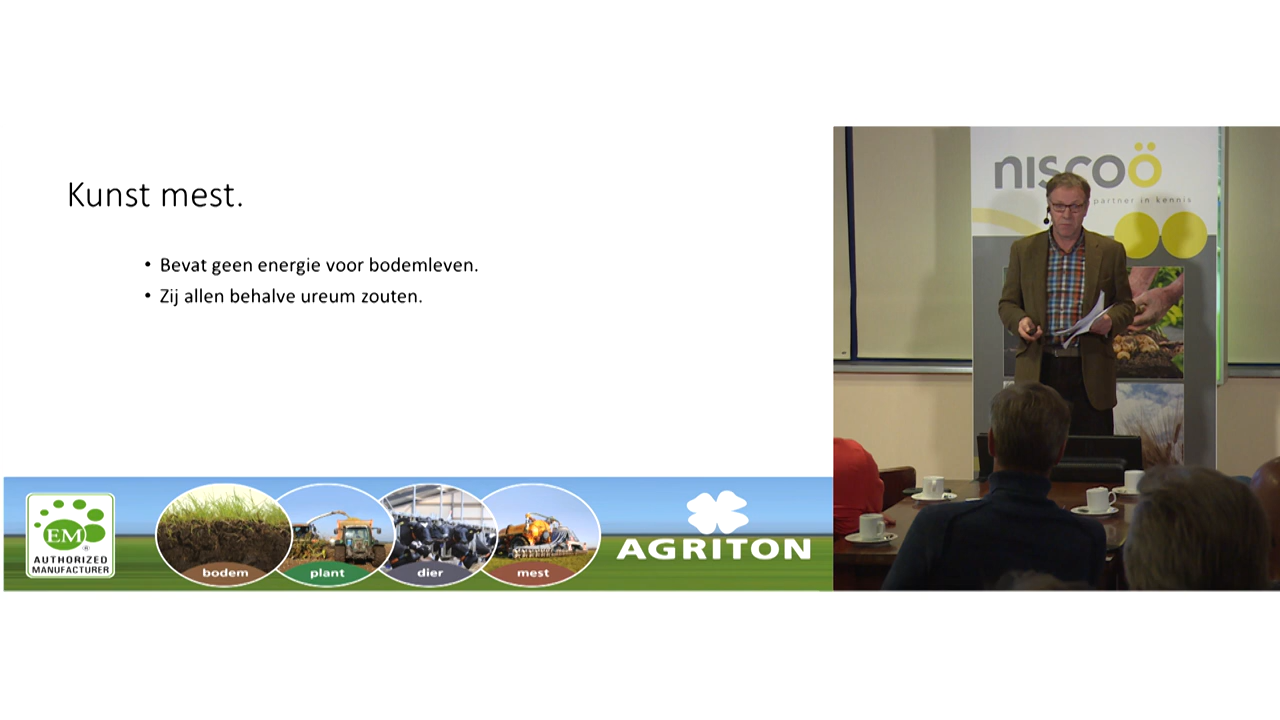 Kunst mest.
• Bevat geen energie voor bodemleven.
• Zij allen behalve ureum zouten.
EM®
AUTHORIZED
MANUFACTURER
bodem
plant
dier
mest
AGRITON
niscoö
partner in kennis